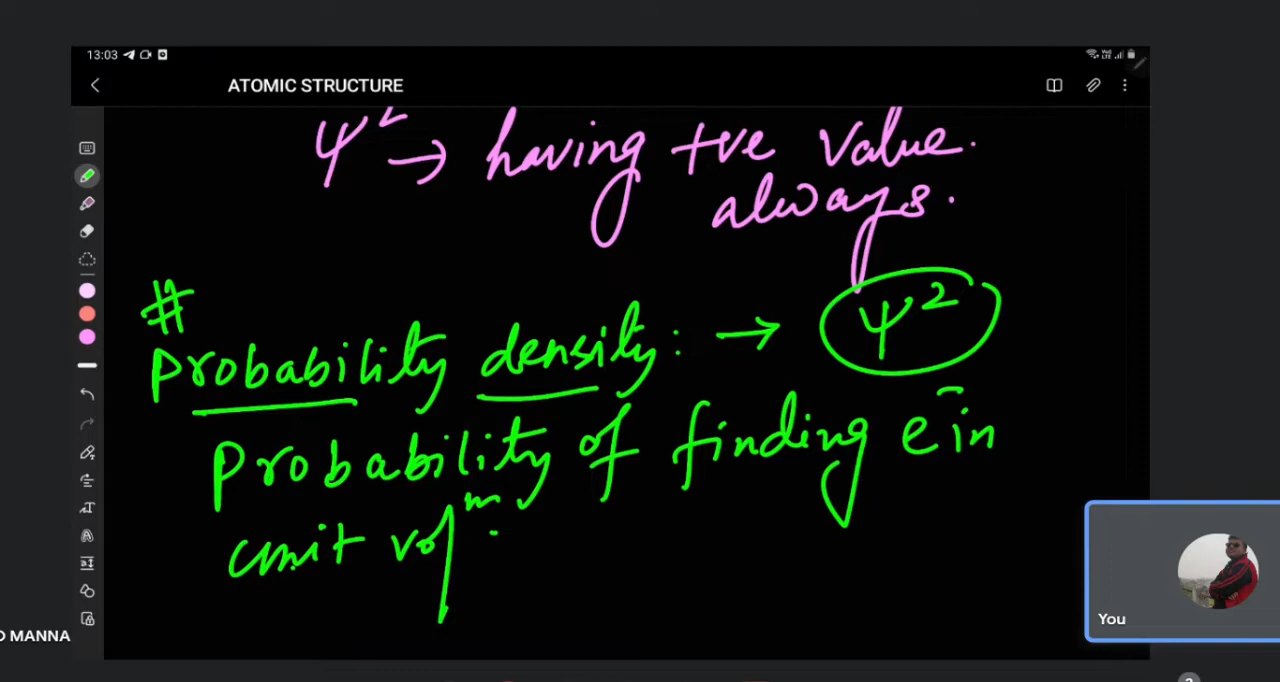 13:03
ATOMIC STRUCTURE
ψ² → having +ve value
always.
#
Probability density: → ψ²
Probability of finding e⁻ in
unit volᵐ.
You
D MANNA